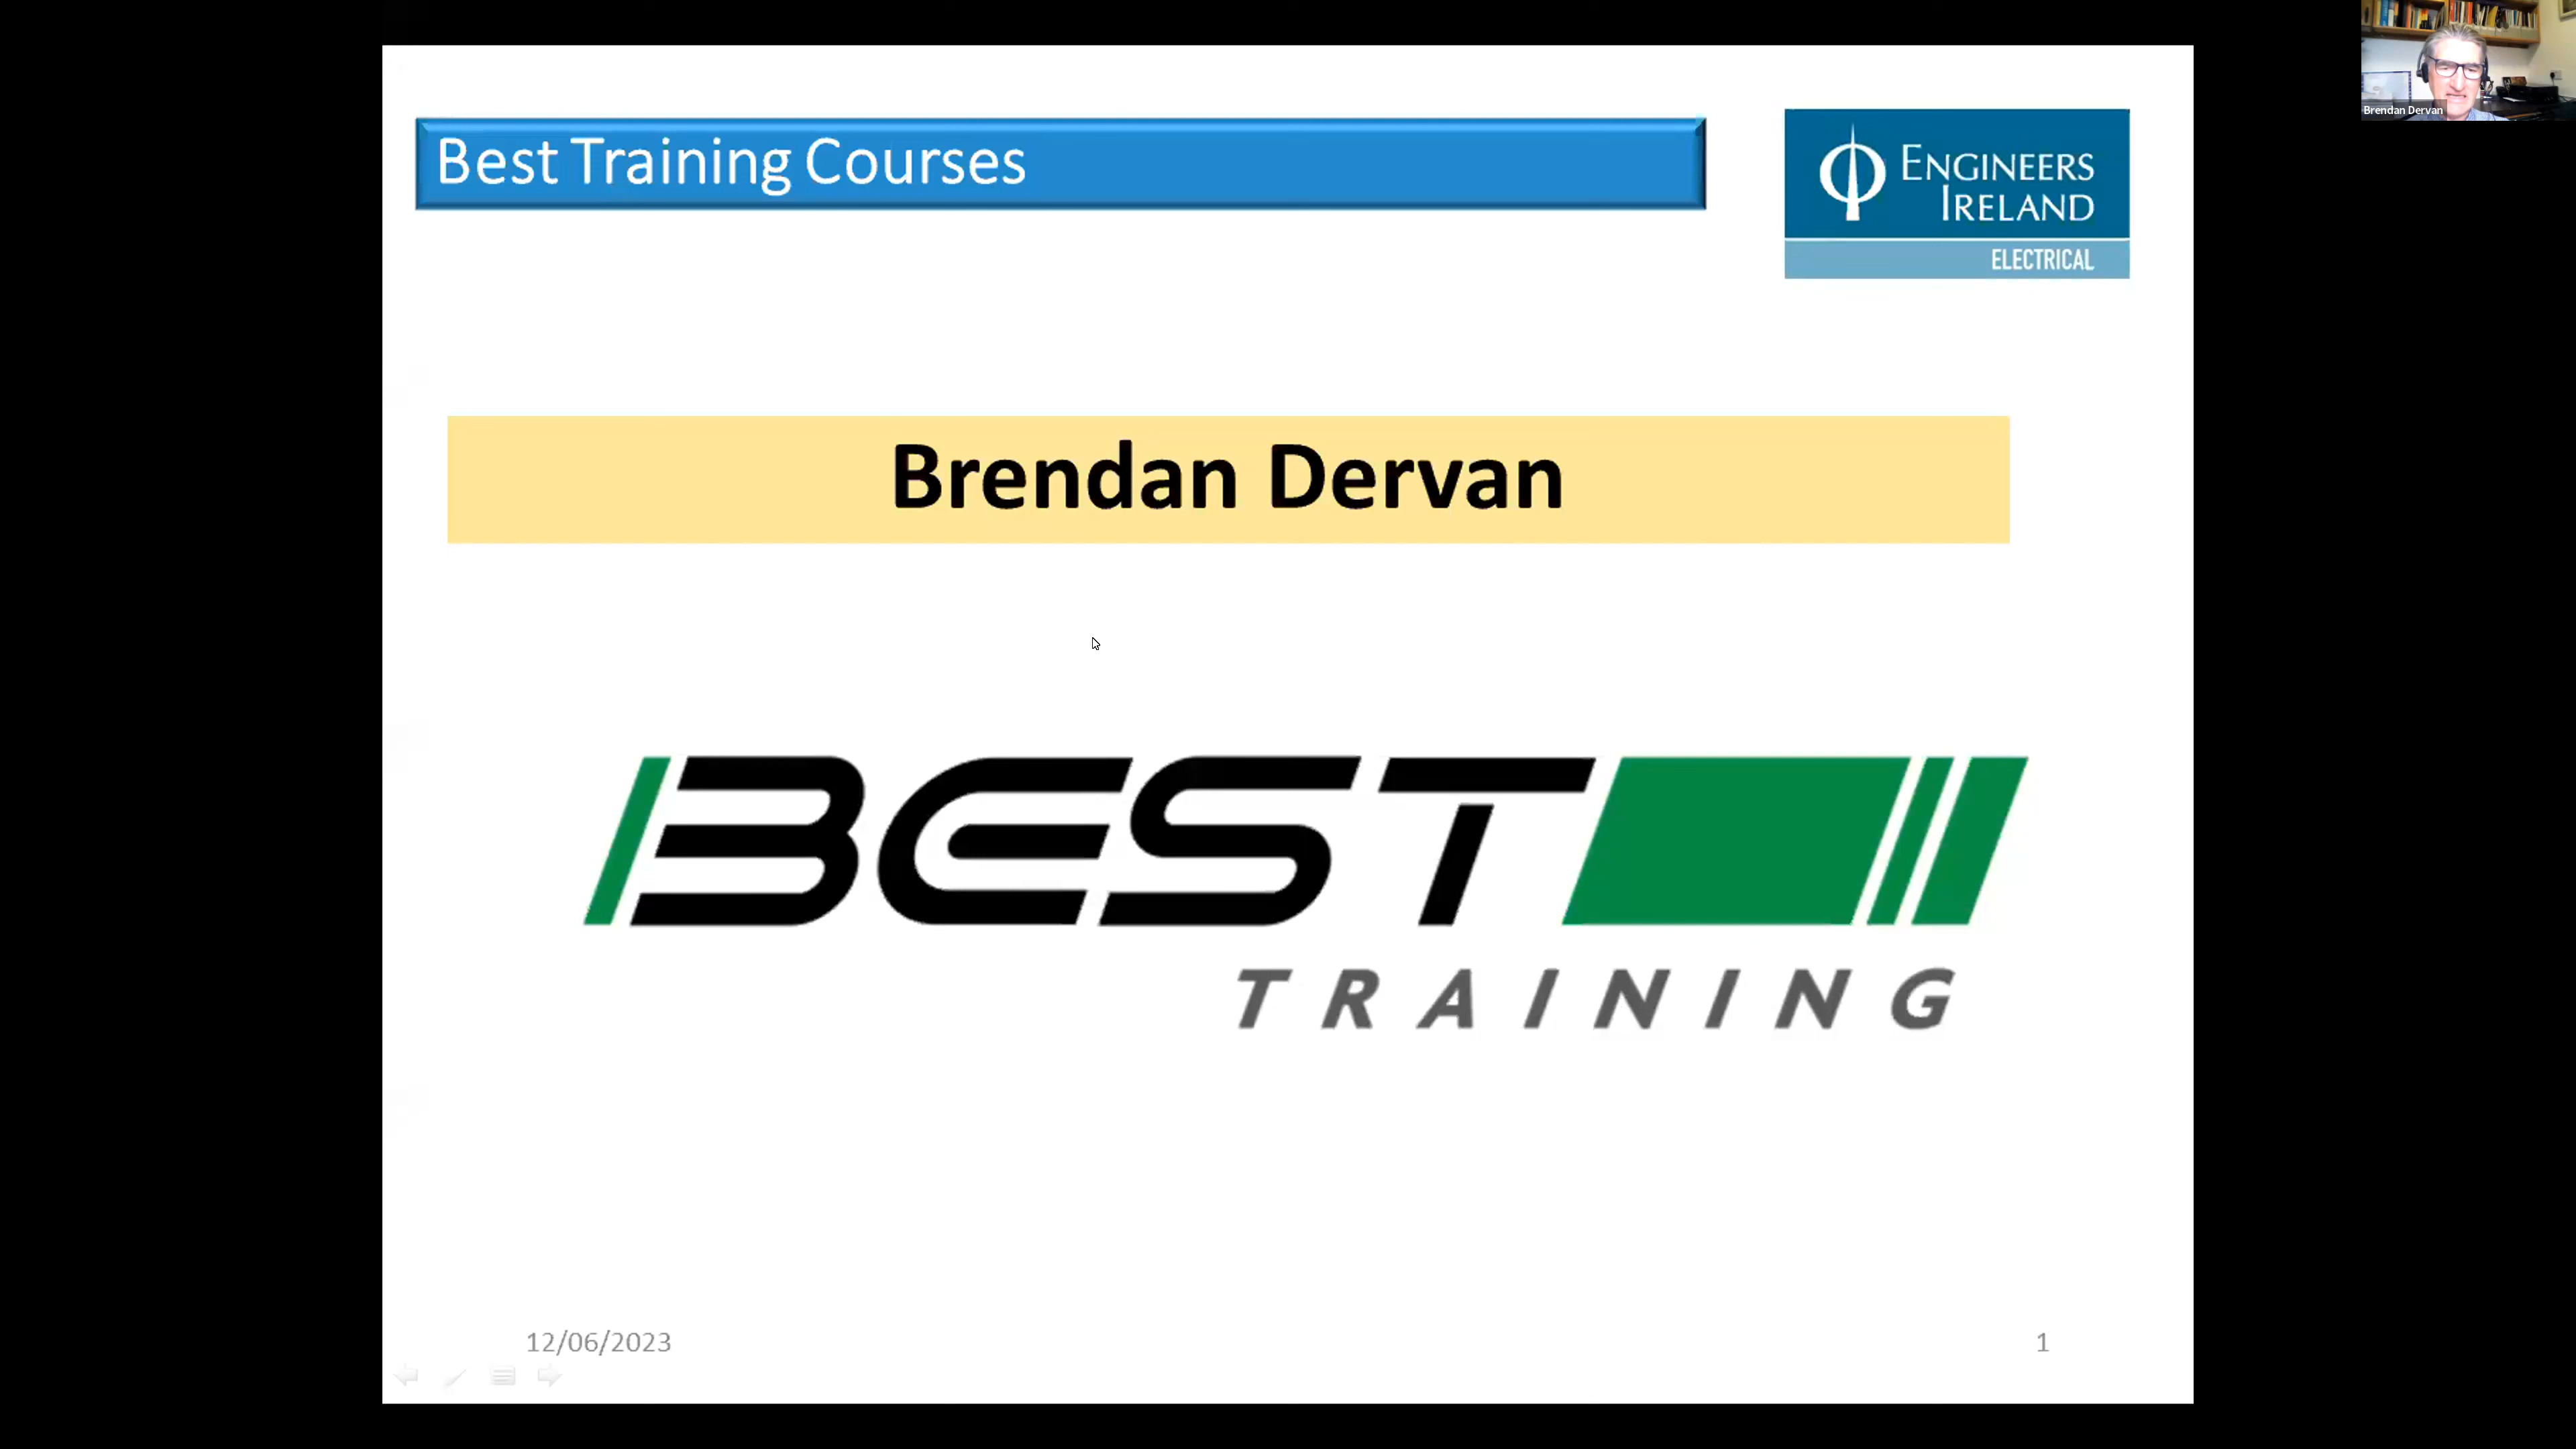 Best Training Courses
ENGINEERS
IRELAND
ELECTRICAL
Brendan Dervan
Brendan Dervan
BEST
TRAINING
12/06/2023
1